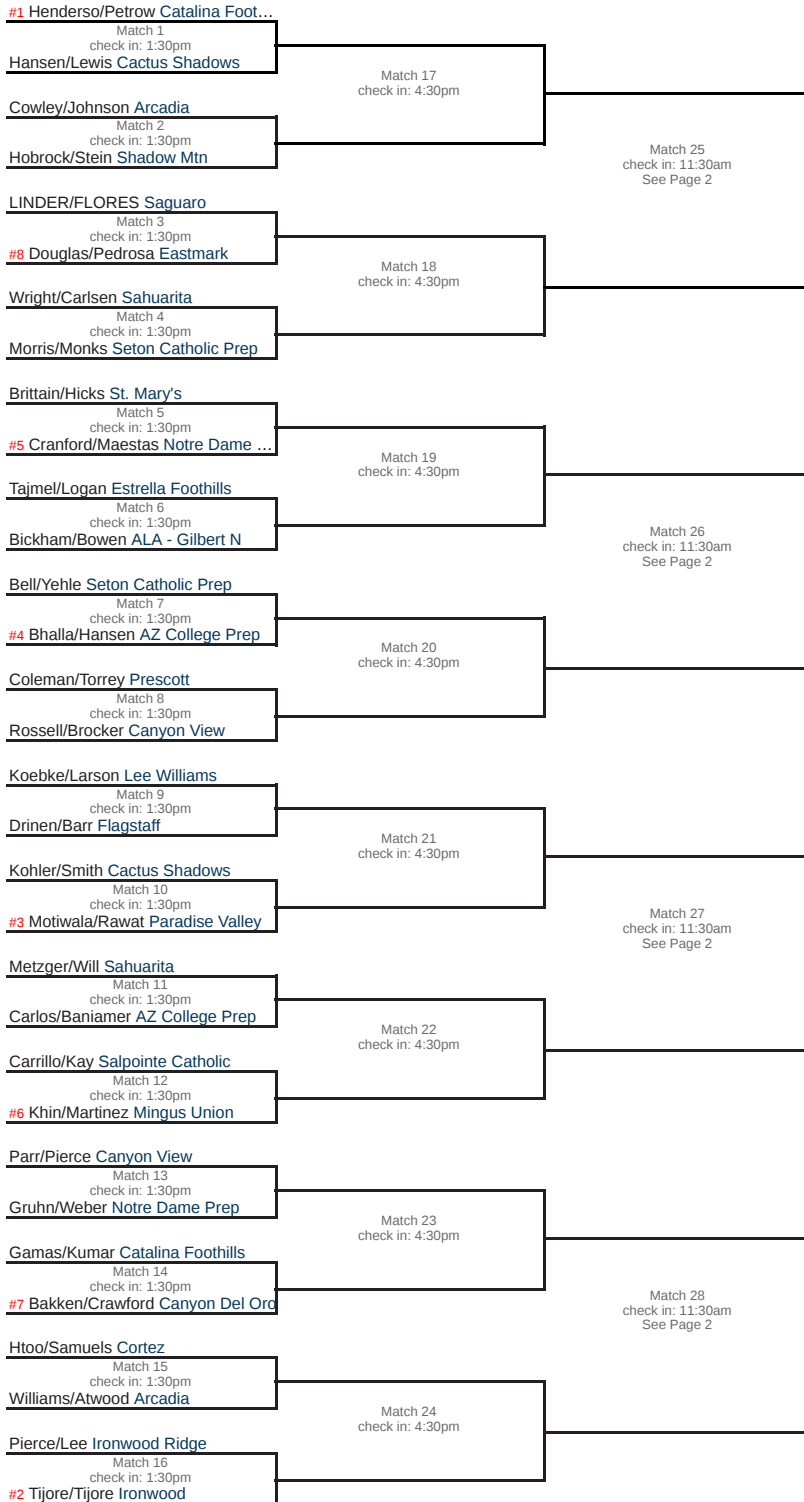 #1 Henderso/Petrow Catalina Foot…
Match 1
check in: 1:30pm
Hansen/Lewis Cactus Shadows
Match 17
check in: 4:30pm
Cowley/Johnson Arcadia
Match 2
check in: 1:30pm
Hobrock/Stein Shadow Mtn
Match 25
check in: 11:30am
See Page 2
LINDER/FLORES Saguaro
Match 3
check in: 1:30pm
#8 Douglas/Pedrosa Eastmark
Match 18
check in: 4:30pm
Wright/Carlsen Sahuarita
Match 4
check in: 1:30pm
Morris/Monks Seton Catholic Prep
Brittain/Hicks St. Mary's
Match 5
check in: 1:30pm
#5 Cranford/Maestas Notre Dame …
Match 19
check in: 4:30pm
Tajmel/Logan Estrella Foothills
Match 6
check in: 1:30pm
Bickham/Bowen ALA - Gilbert N
Match 26
check in: 11:30am
See Page 2
Bell/Yehle Seton Catholic Prep
Match 7
check in: 1:30pm
#4 Bhalla/Hansen AZ College Prep
Match 20
check in: 4:30pm
Coleman/Torrey Prescott
Match 8
check in: 1:30pm
Rossell/Brocker Canyon View
Koebke/Larson Lee Williams
Match 9
check in: 1:30pm
Drinen/Barr Flagstaff
Match 21
check in: 4:30pm
Kohler/Smith Cactus Shadows
Match 10
check in: 1:30pm
#3 Motiwala/Rawat Paradise Valley
Match 27
check in: 11:30am
See Page 2
Metzger/Will Sahuarita
Match 11
check in: 1:30pm
Carlos/Baniamer AZ College Prep
Match 22
check in: 4:30pm
Carrillo/Kay Salpointe Catholic
Match 12
check in: 1:30pm
#6 Khin/Martinez Mingus Union
Parr/Pierce Canyon View
Match 13
check in: 1:30pm
Gruhn/Weber Notre Dame Prep
Match 23
check in: 4:30pm
Gamas/Kumar Catalina Foothills
Match 14
check in: 1:30pm
#7 Bakken/Crawford Canyon Del Oro
Match 28
check in: 11:30am
See Page 2
Htoo/Samuels Cortez
Match 15
check in: 1:30pm
Williams/Atwood Arcadia
Match 24
check in: 4:30pm
Pierce/Lee Ironwood Ridge
Match 16
check in: 1:30pm
#2 Tijore/Tijore Ironwood